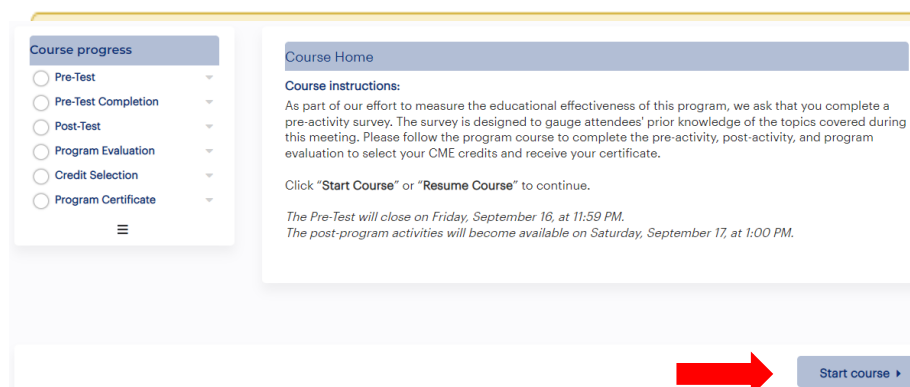 Course progress
Pre-Test
Pre-Test Completion
Post-Test
Program Evaluation
Credit Selection
Program Certificate
Course Home
Course instructions:
As part of our effort to measure the educational effectiveness of this program, we ask that you complete a
pre-activity survey. The survey is designed to gauge attendees' prior knowledge of the topics covered during
this meeting. Please follow the program course to complete the pre-activity, post-activity, and program
evaluation to select your CME credits and receive your certificate.
Click “Start Course” or “Resume Course” to continue.
The Pre-Test will close on Friday, September 16, at 11:59 PM.
The post-program activities will become available on Saturday, September 17, at 1:00 PM.
Start course